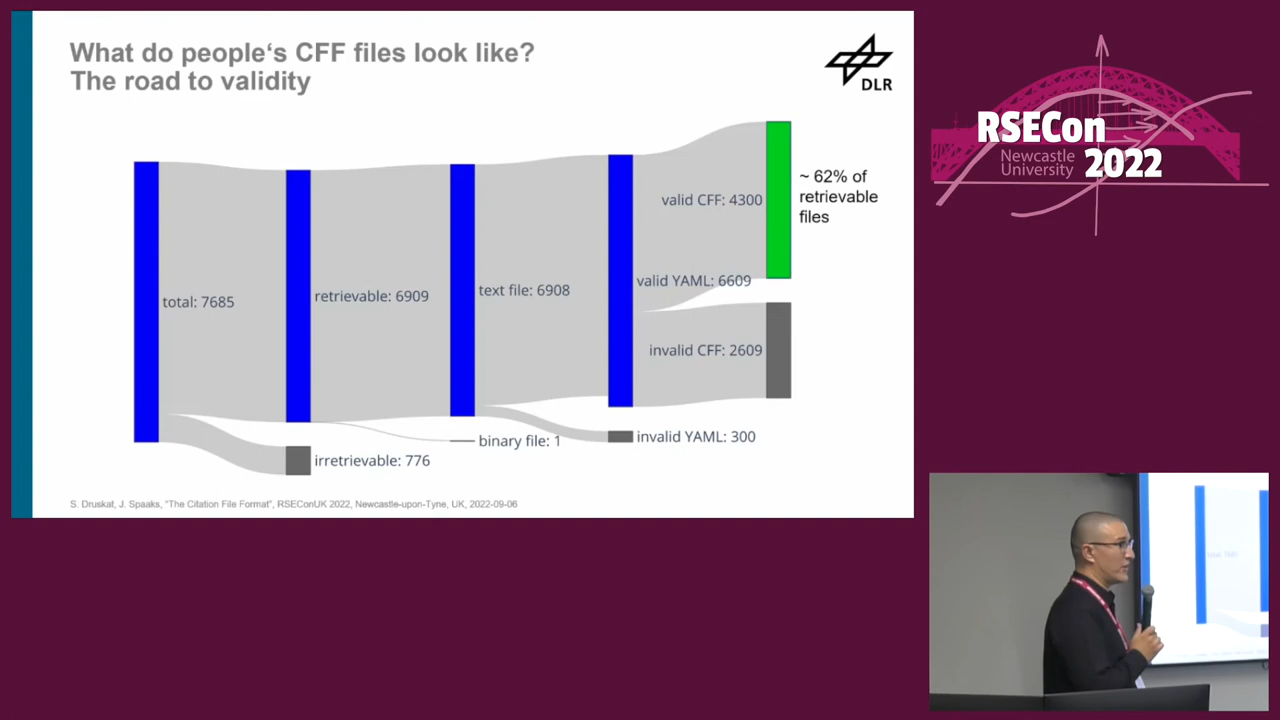 What do people‘s CFF files look like?
The road to validity
DLR
total: 7685
retrievable: 6909
irretrievable: 776
text file: 6908
binary file: 1
valid YAML: 6609
invalid YAML: 300
valid CFF: 4300
invalid CFF: 2609
~ 62% of
retrievable
files
S. Druskat, J. Spaaks, "The Citation File Format", RSEConUK 2022, Newcastle-upon-Tyne, UK, 2022-09-06
RSECon
Newcastle
University
2022